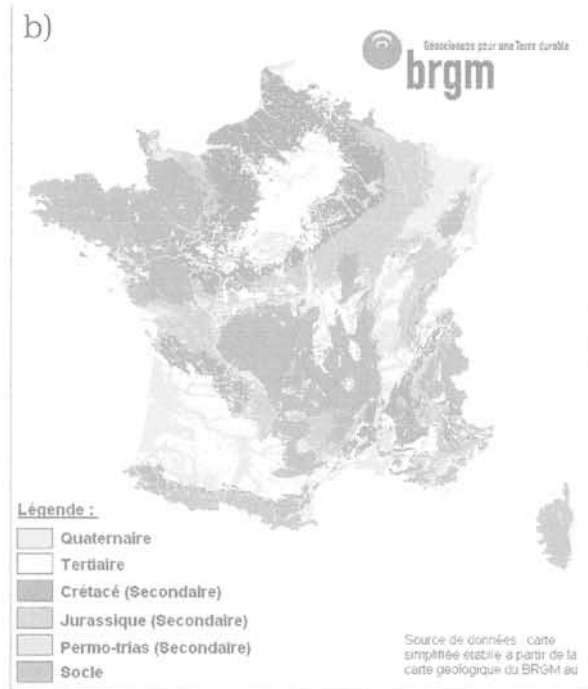 b)
Géosciences pour une Terre durable
brgm
Légende :
Quaternaire
Tertiaire
Crétacé (Secondaire)
Jurassique (Secondaire)
Permo-trias (Secondaire)
Socle
Source de données : carte
simplifiée établie a partir de la
carte geologique du BRGM au